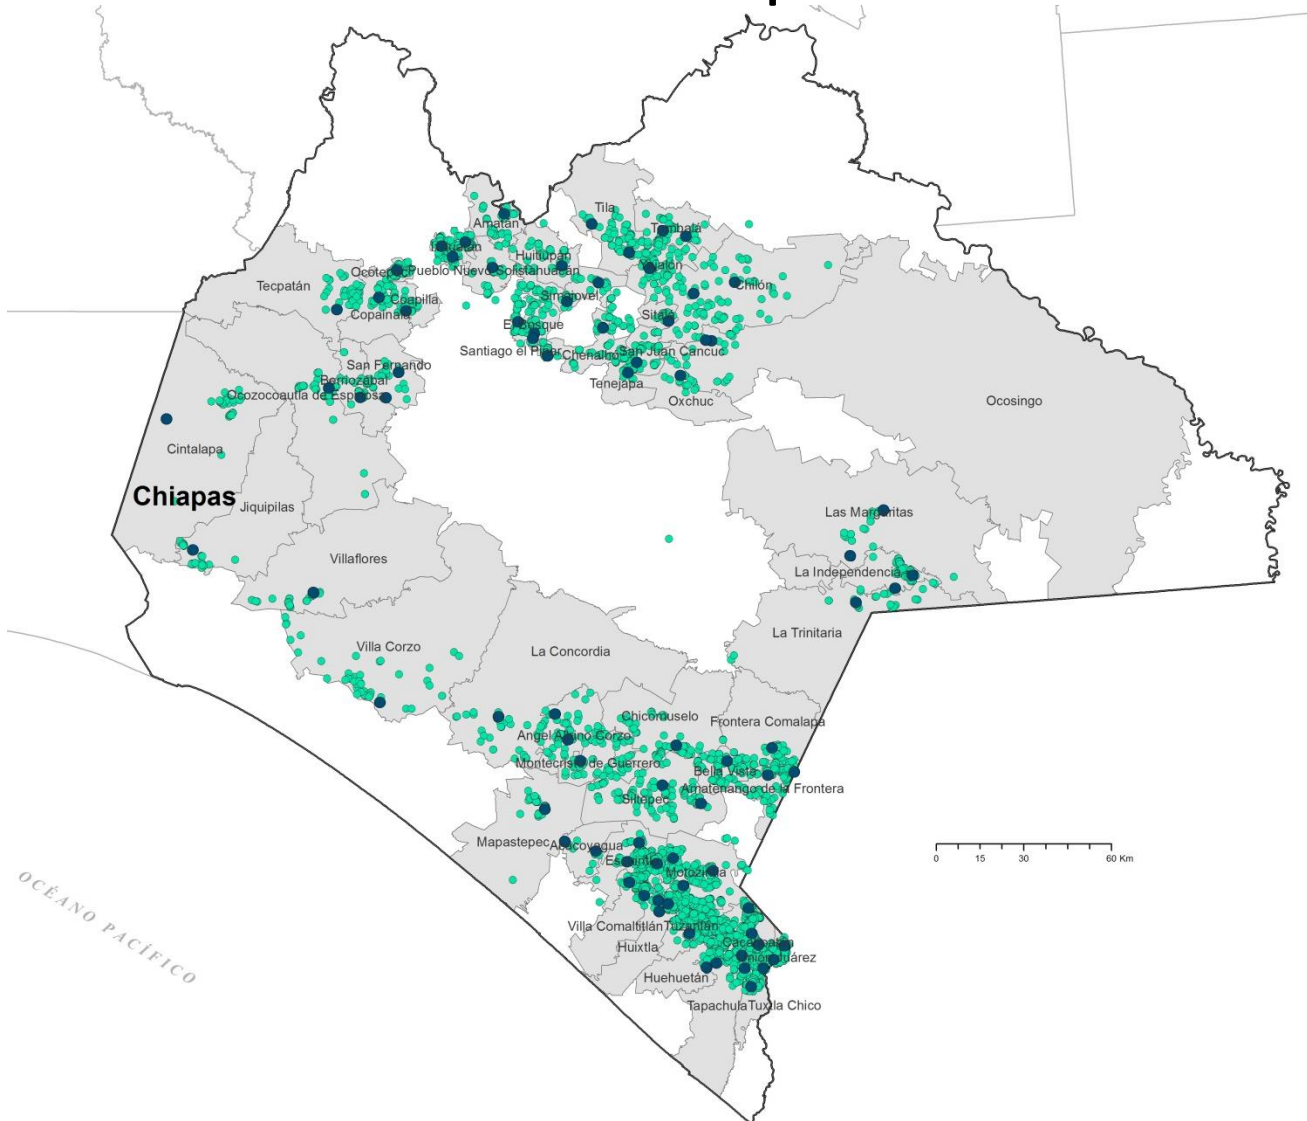 Tila
Amatán
Tumbalá
Ixhuatán
Huitiupán
Ocotepec
Pueblo Nuevo Solistahuacán
Yajalón
Tecpatán
Chilón
Coapilla
Simojovel
Copainalá
Sitalá
El Bosque
Santiago el Pinar
Chenalhó
San Juan Cancuc
San Fernando
Berriozábal
Tenejapa
Ocozocoautla de Espinosa
Oxchuc
Ocosingo
Cintalapa
Chiapas
Jiquipilas
Las Margaritas
Villaflores
La Independencia
La Trinitaria
Villa Corzo
La Concordia
Chicomuselo
Frontera Comalapa
Angel Albino Corzo
Montecristo de Guerrero
Bella Vista
Siltepec
Amatenango de la Frontera
Mapastepec
Acacoyagua
Escuintla
Motozintla
0 15 30 60 Km
OCÉANO PACÍFICO
Villa Comaltitlán
Tuzantán
Huixtla
Cacahoatán
Unión Juárez
Huehuetán
Tapachula
Tuxtla Chico